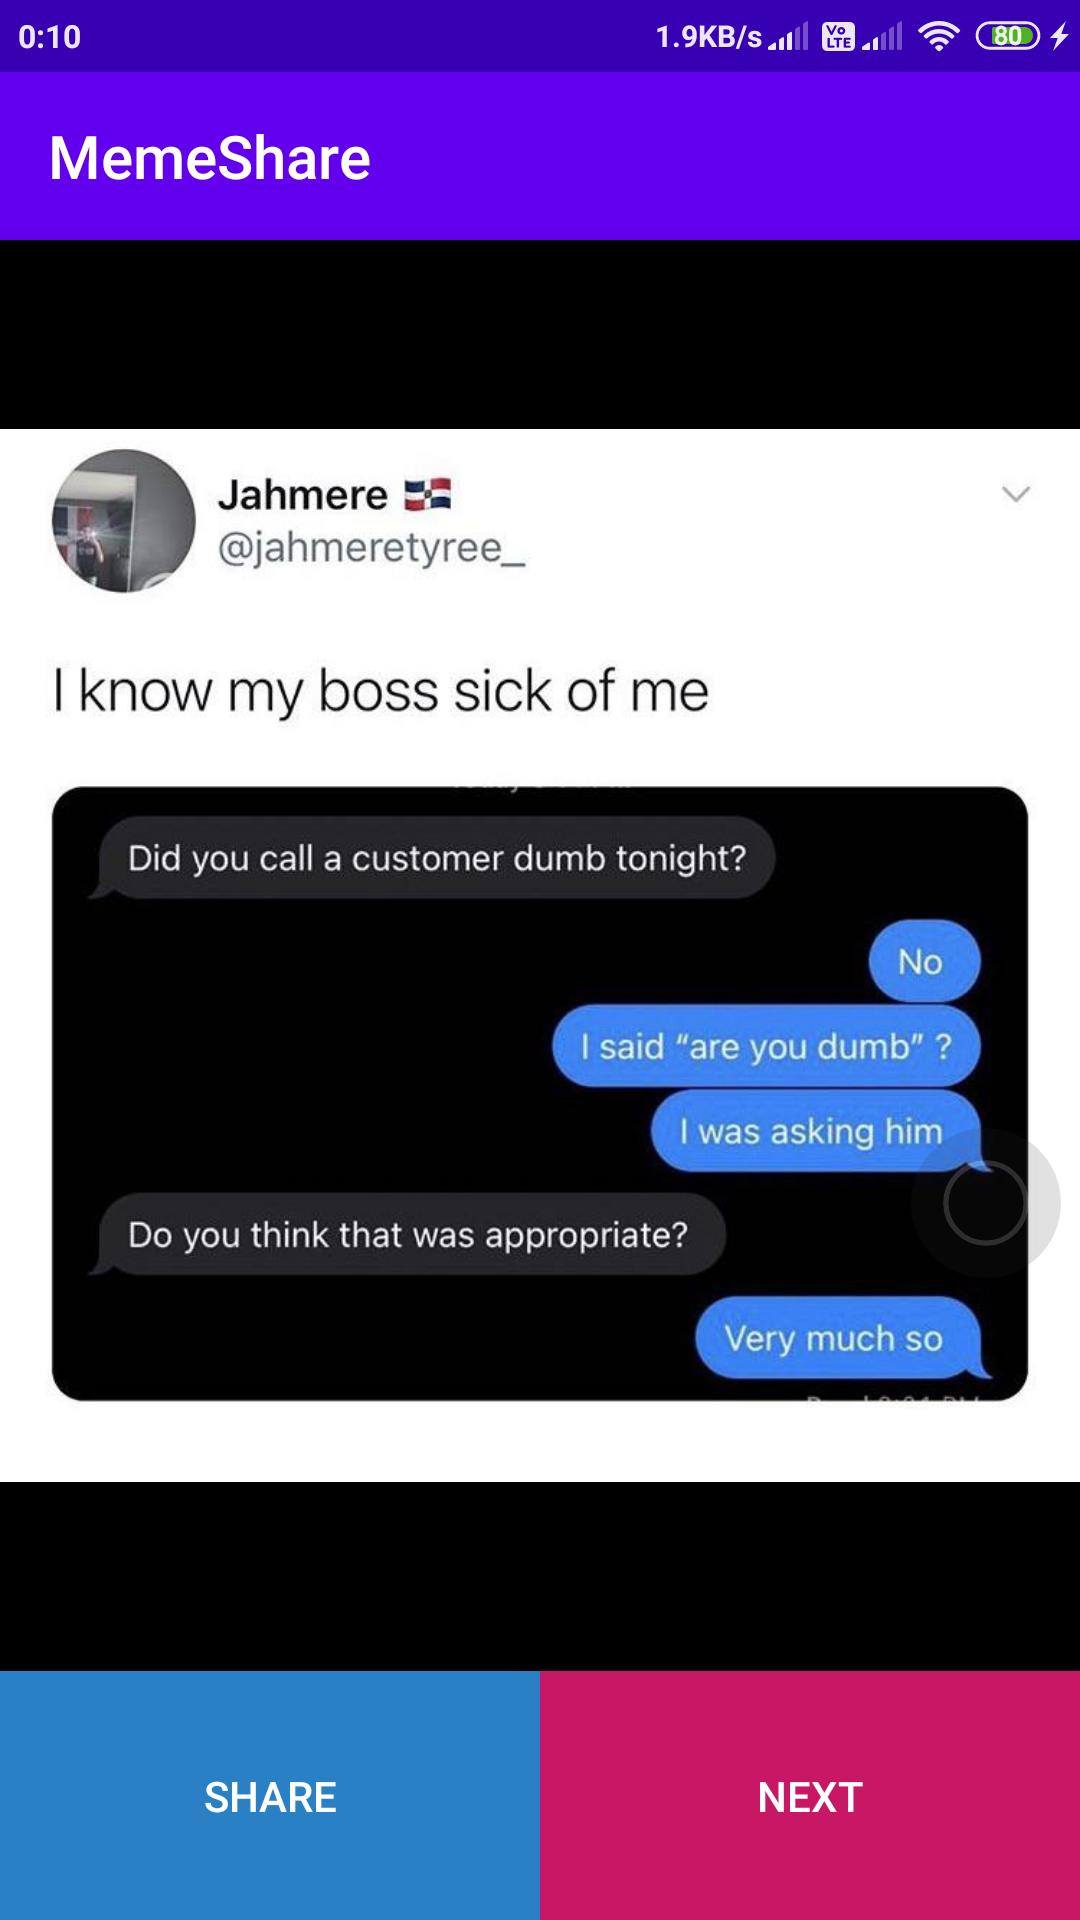 0:10 1.9KB/s Vo LTE 80
MemeShare
Jahmere 🇩🇴
@jahmeretyree_
I know my boss sick of me
Did you call a customer dumb tonight?
No
I said “are you dumb” ?
I was asking him
Do you think that was appropriate?
Very much so
SHARE NEXT